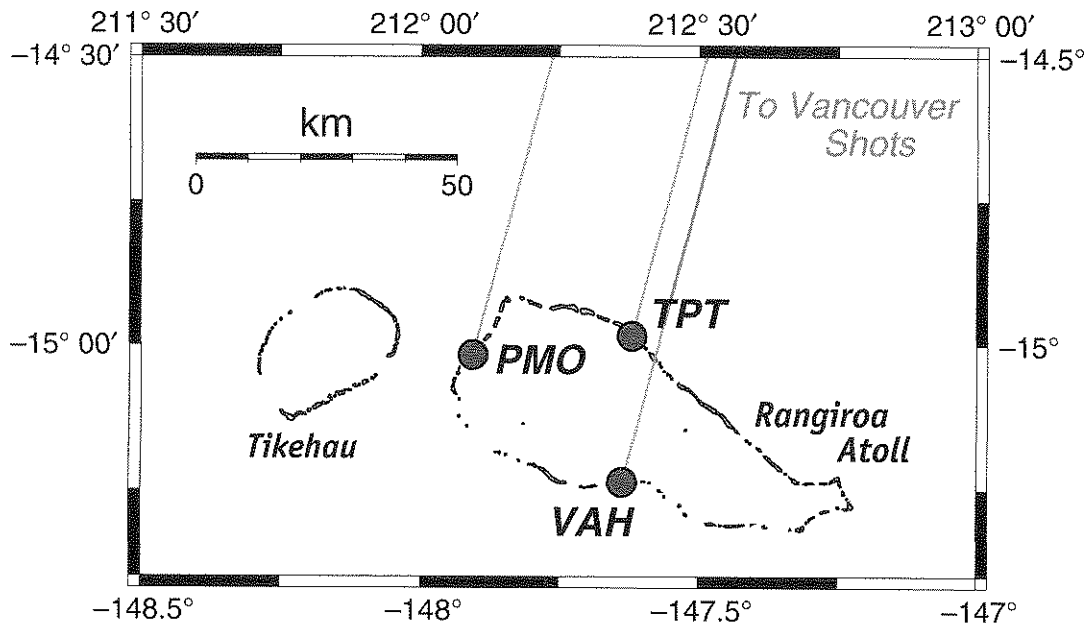 211° 30′ 212° 00′ 212° 30′ 213° 00′
−14° 30′ −14.5°
To Vancouver
Shots
km
0 50
TPT
−15° 00′ −15°
PMO
Rangiroa
Atoll
Tikehau
VAH
−148.5° −148° −147.5° −147°